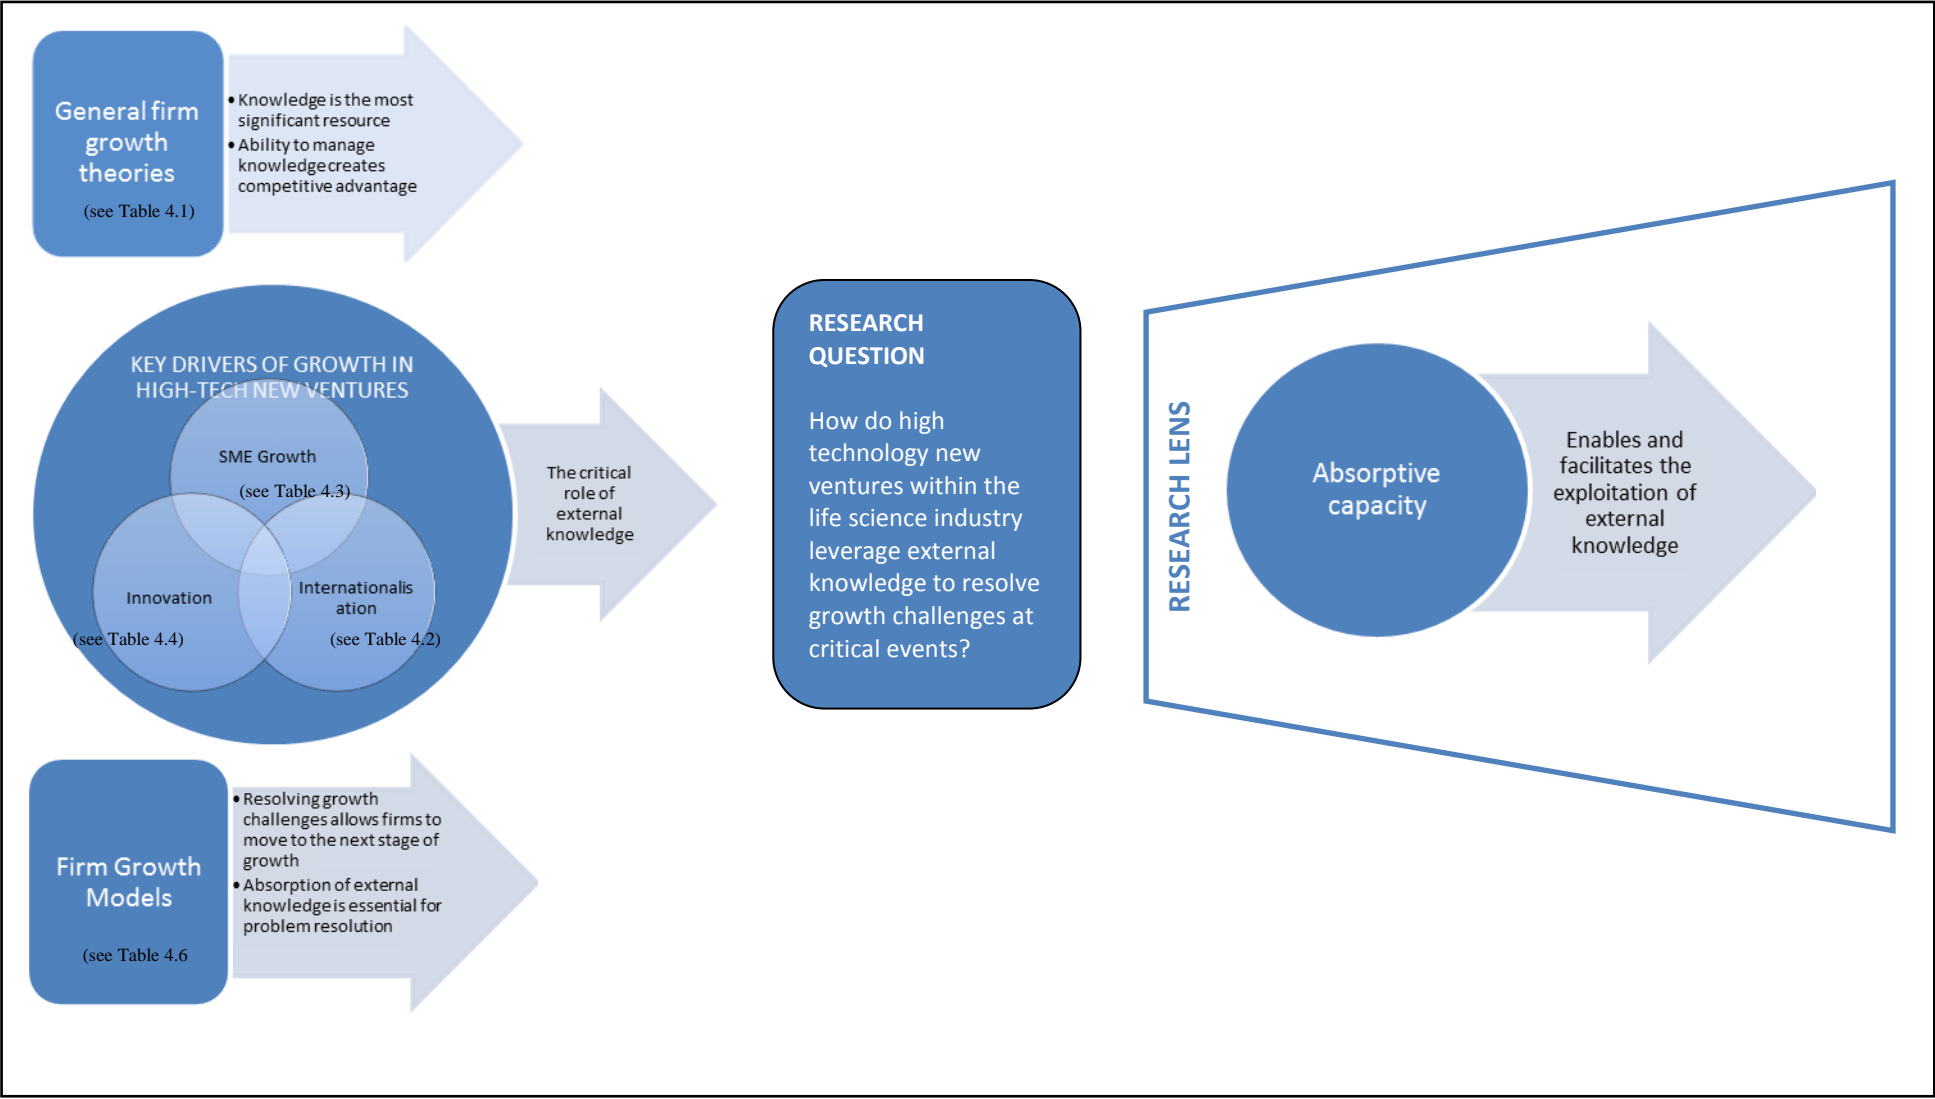 General firm
growth
theories
(see Table 4.1)
• Knowledge is the most
significant resource
• Ability to manage
knowledge creates
competitive advantage
KEY DRIVERS OF GROWTH IN
HIGH-TECH NEW VENTURES
SME Growth
(see Table 4.3)
Innovation
(see Table 4.4)
Internationalis
ation
(see Table 4.2)
The critical
role of
external
knowledge
Firm Growth
Models
(see Table 4.6
• Resolving growth
challenges allows firms to
move to the next stage of
growth
• Absorption of external
knowledge is essential for
problem resolution
RESEARCH
QUESTION
How do high
technology new
ventures within the
life science industry
leverage external
knowledge to resolve
growth challenges at
critical events?
RESEARCH LENS
Absorptive
capacity
Enables and
facilitates the
exploitation of
external
knowledge